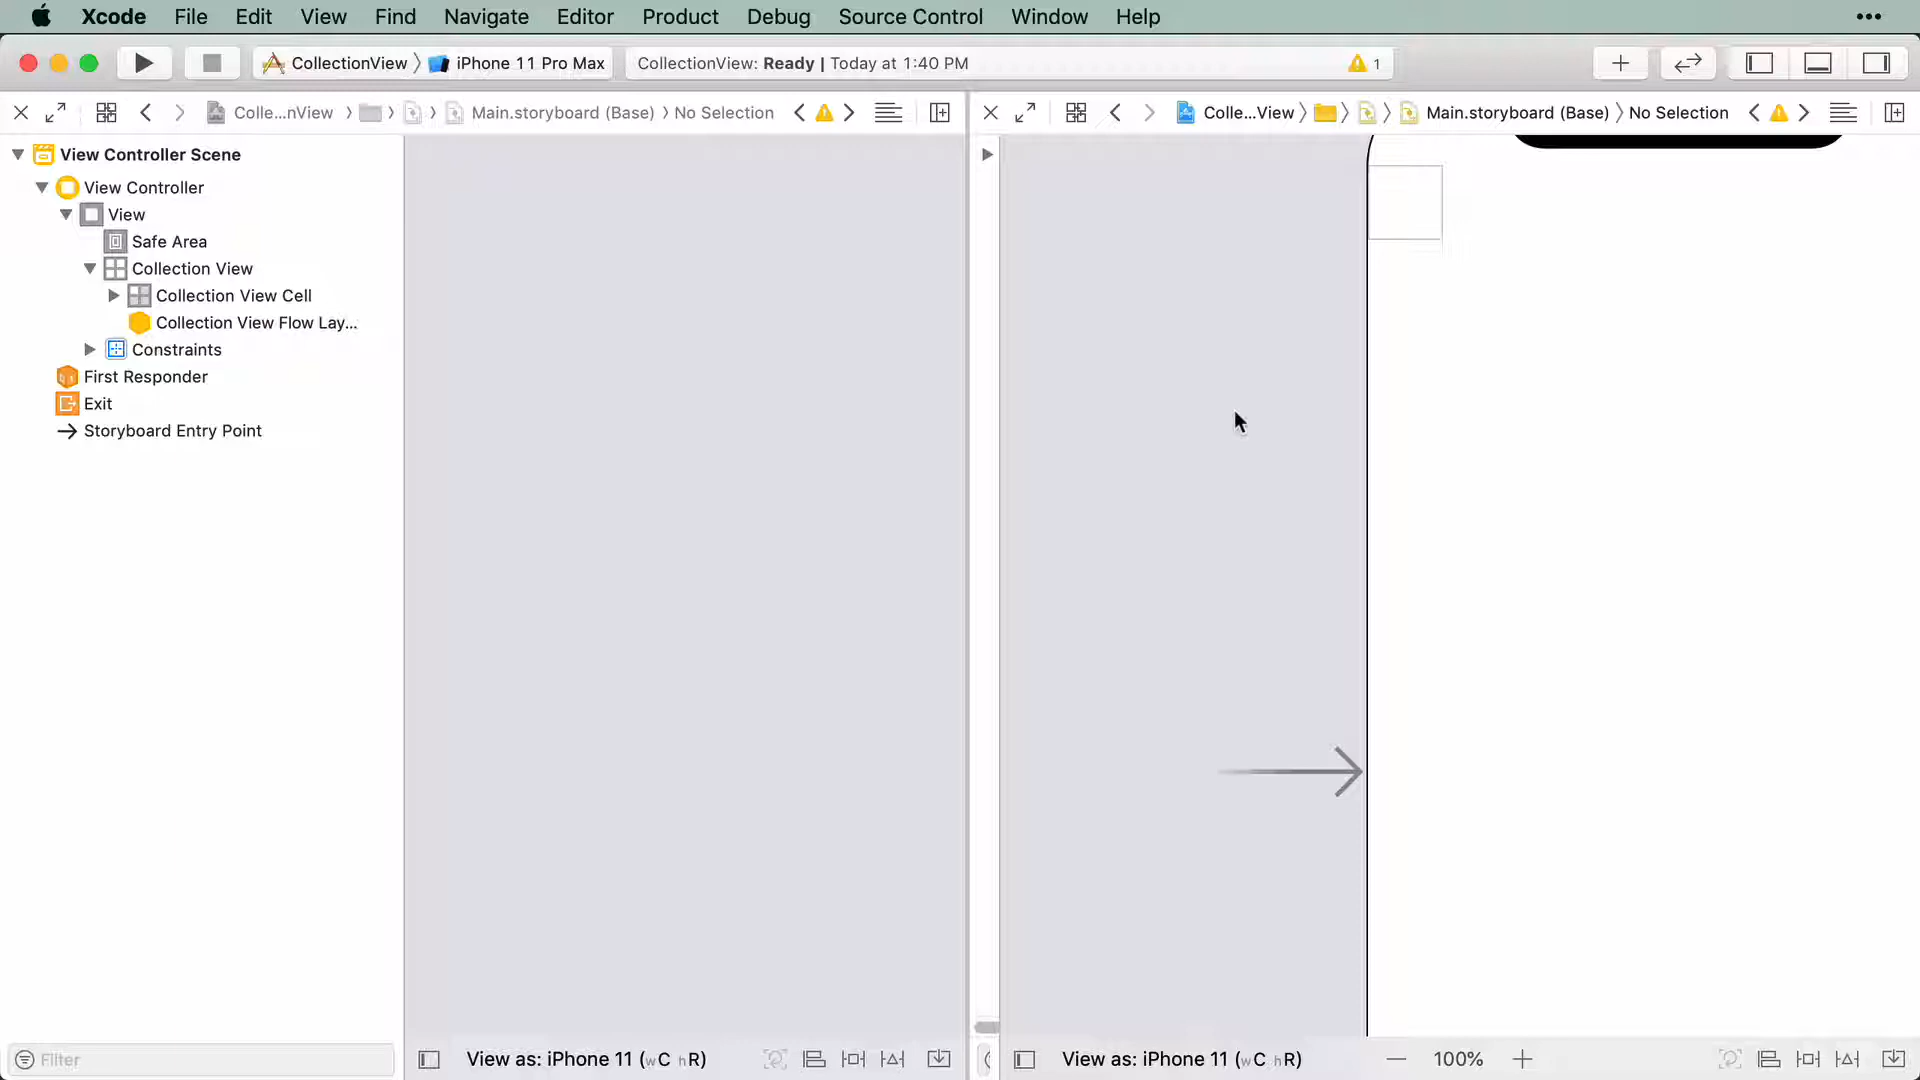 Xcode File Edit View Find Navigate Editor Product Debug Source Control Window Help •••
CollectionView › iPhone 11 Pro Max
CollectionView: Ready | Today at 1:40 PM
1
Colle...nView › Main.storyboard (Base) › No Selection
Colle...View › Main.storyboard (Base) › No Selection
View Controller Scene
View Controller
View
Safe Area
Collection View
Collection View Cell
Collection View Flow Lay...
Constraints
First Responder
Exit
Storyboard Entry Point
Filter
View as: iPhone 11 (wC hR)
View as: iPhone 11 (wC hR)
100%